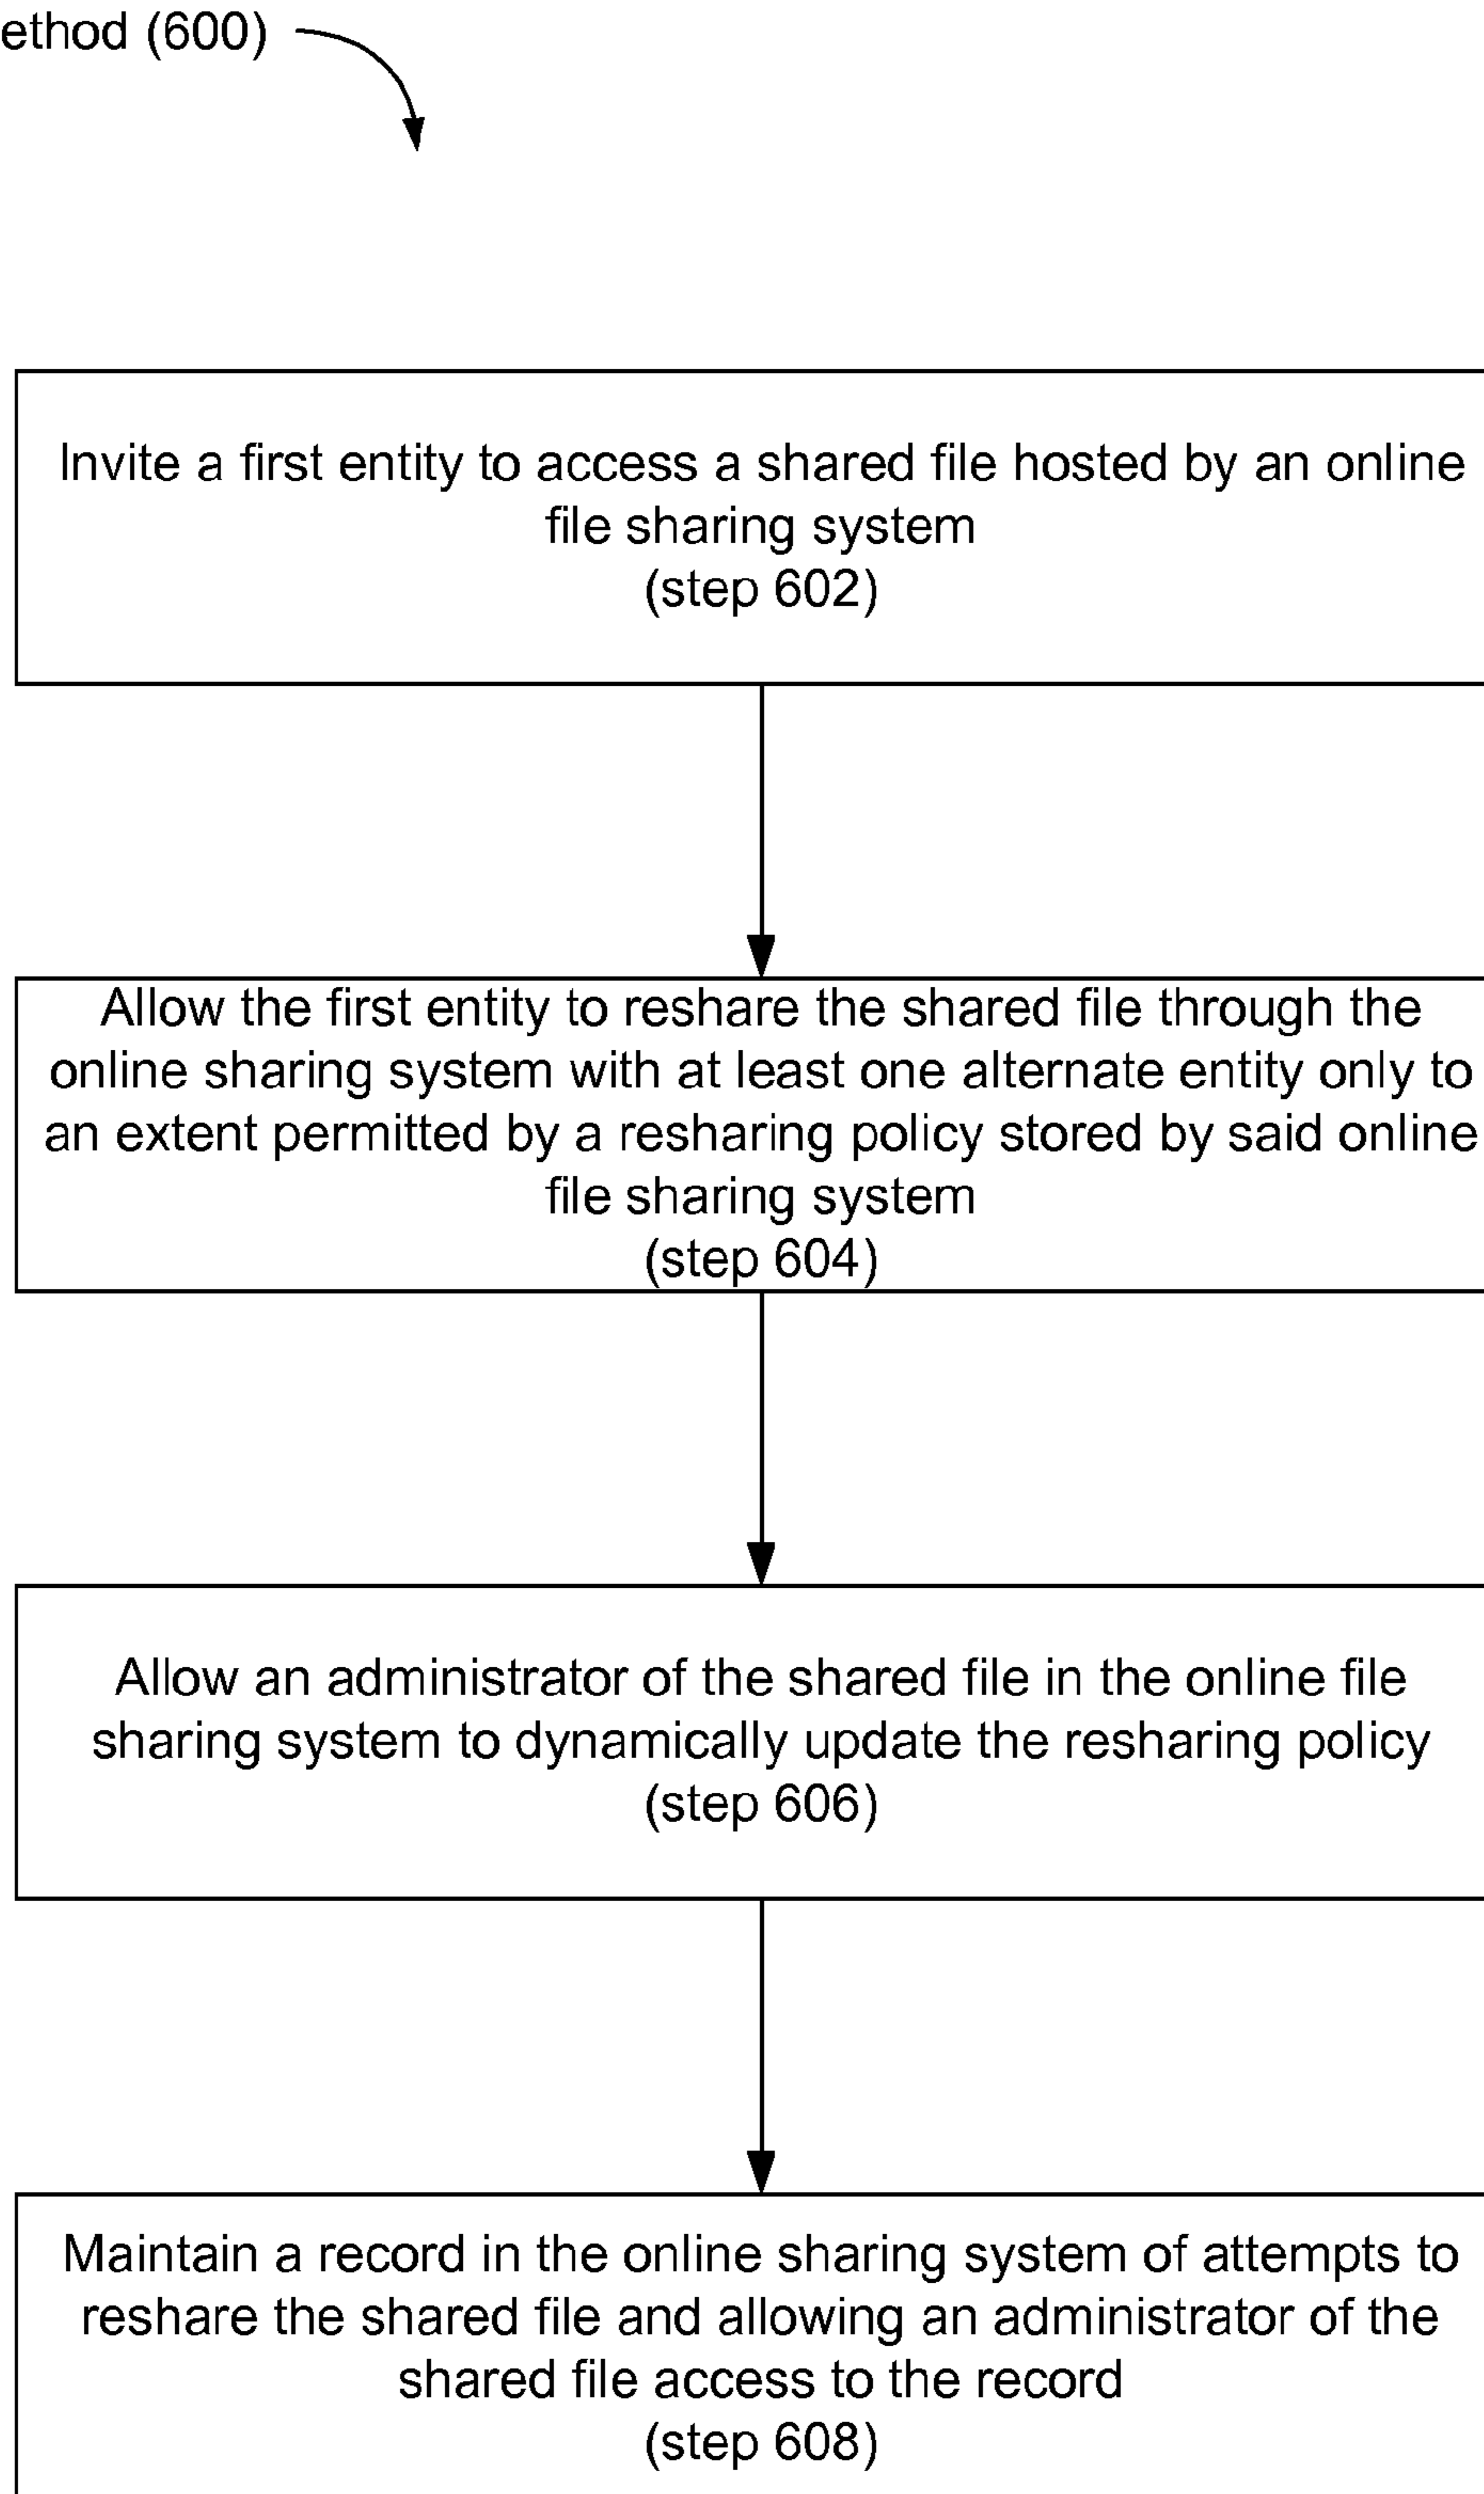 ethod (600)
Invite a first entity to access a shared file hosted by an online
file sharing system
(step 602)
Allow the first entity to reshare the shared file through the
online sharing system with at least one alternate entity only to
an extent permitted by a resharing policy stored by said online
file sharing system
(step 604)
Allow an administrator of the shared file in the online file
sharing system to dynamically update the resharing policy
(step 606)
Maintain a record in the online sharing system of attempts to
reshare the shared file and allowing an administrator of the
shared file access to the record
(step 608)